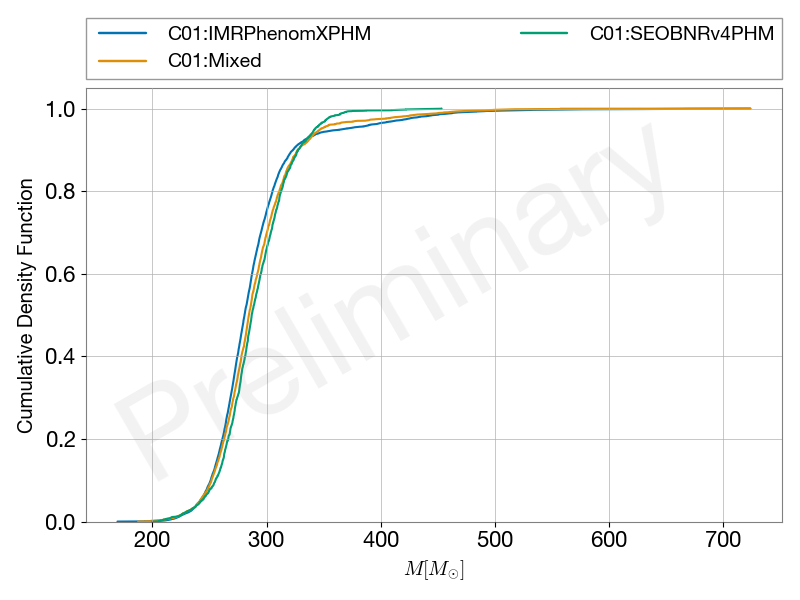 C01:IMRPhenomXPHM
C01:Mixed
C01:SEOBNRv4PHM
Cumulative Density Function
1.0
0.8
0.6
0.4
0.2
0.0
Preliminary
200 300 400 500 600 700
M[M⊙]